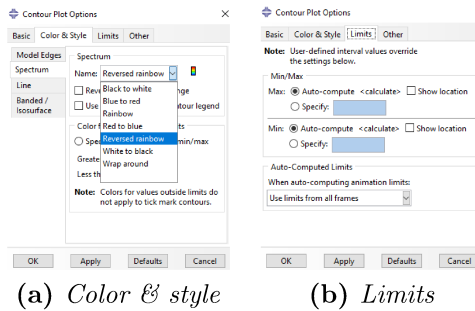 Contour Plot Options
Basic Color & Style Limits Other
Model Edges
Spectrum
Line
Banded /
Isosurface
Spectrum
Name: Reversed rainbow
Black to white
Blue to red
Rainbow
Red to blue
Reversed rainbow
White to black
Wrap around
Reve nge
Use ntour legend
Color f ts
Spe min/max
Greate
Less th
Note: Colors for values outside limits do
not apply to tick mark contours.
OK Apply Defaults Cancel
(a) Color & style
Contour Plot Options
Basic Color & Style Limits Other
Note: User-defined interval values override
the settings below.
Min/Max
Max: Auto-compute <calculate> Show location
Specify:
Min: Auto-compute <calculate> Show location
Specify:
Auto-Computed Limits
When auto-computing animation limits:
Use limits from all frames
OK Apply Defaults Cancel
(b) Limits